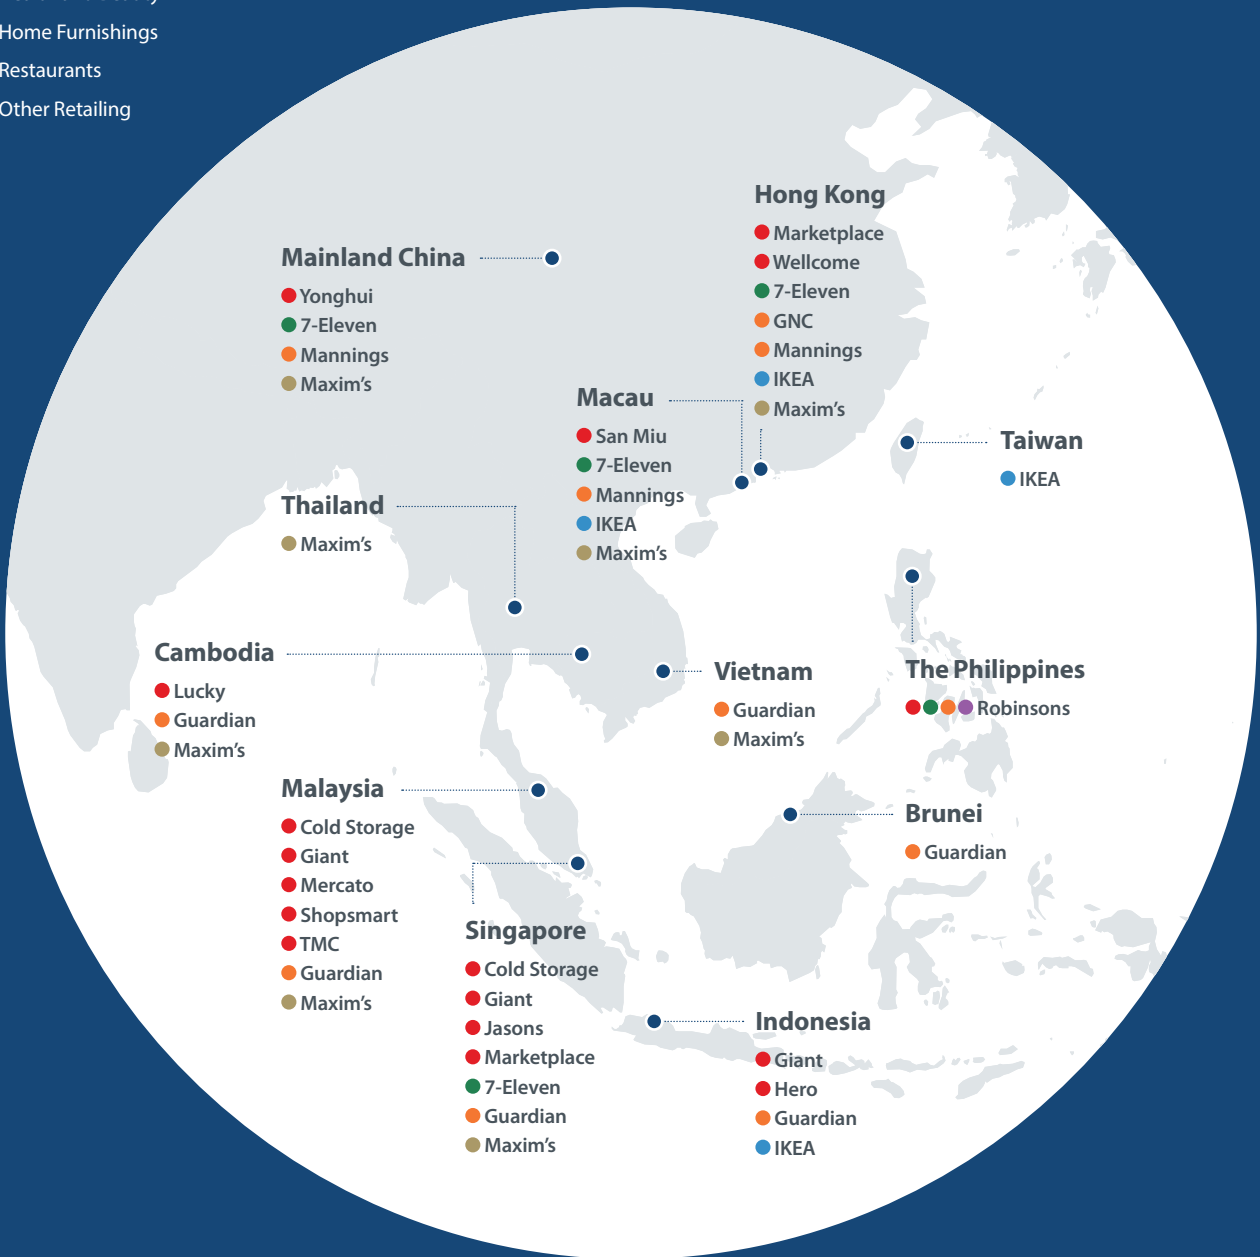 Home Furnishings
Restaurants
Other Retailing
Hong Kong
Marketplace
Wellcome
7-Eleven
GNC
Mannings
IKEA
Maxim's
Mainland China
Yonghui
7-Eleven
Mannings
Maxim's
Macau
San Miu
7-Eleven
Mannings
IKEA
Maxim's
Taiwan
IKEA
Thailand
Maxim's
Cambodia
Lucky
Guardian
Maxim's
Vietnam
Guardian
Maxim's
The Philippines
Robinsons
Malaysia
Cold Storage
Giant
Mercato
Shopsmart
TMC
Guardian
Maxim's
Brunei
Guardian
Singapore
Cold Storage
Giant
Jasons
Marketplace
7-Eleven
Guardian
Maxim's
Indonesia
Giant
Hero
Guardian
IKEA